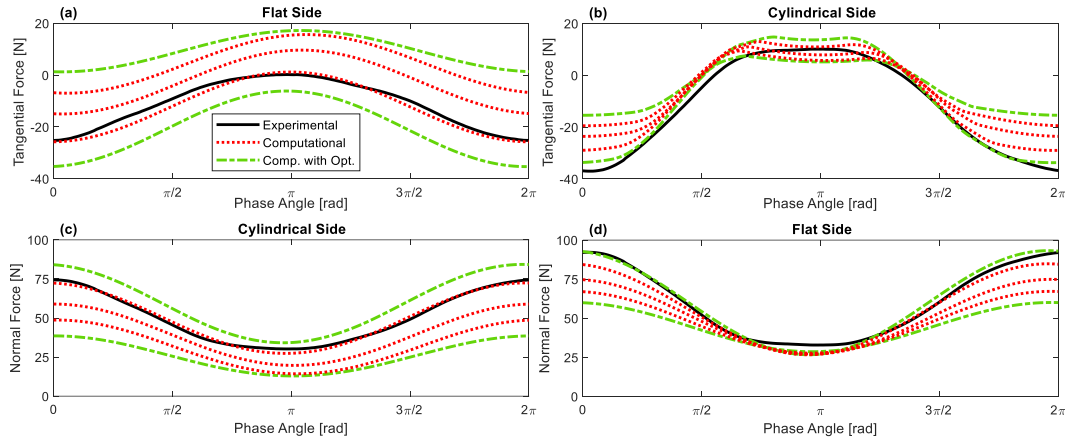 (a) Flat Side
Tangential Force [N]
20
0
-20
-40
Experimental
Computational
Comp. with Opt.
0 π/2 π 3π/2 2π
Phase Angle [rad]
(b) Cylindrical Side
Tangential Force [N]
20
0
-20
-40
0 π/2 π 3π/2 2π
Phase Angle [rad]
(c) Cylindrical Side
Normal Force [N]
100
75
50
25
0
0 π/2 π 3π/2 2π
Phase Angle [rad]
(d) Flat Side
Normal Force [N]
100
75
50
25
0
0 π/2 π 3π/2 2π
Phase Angle [rad]